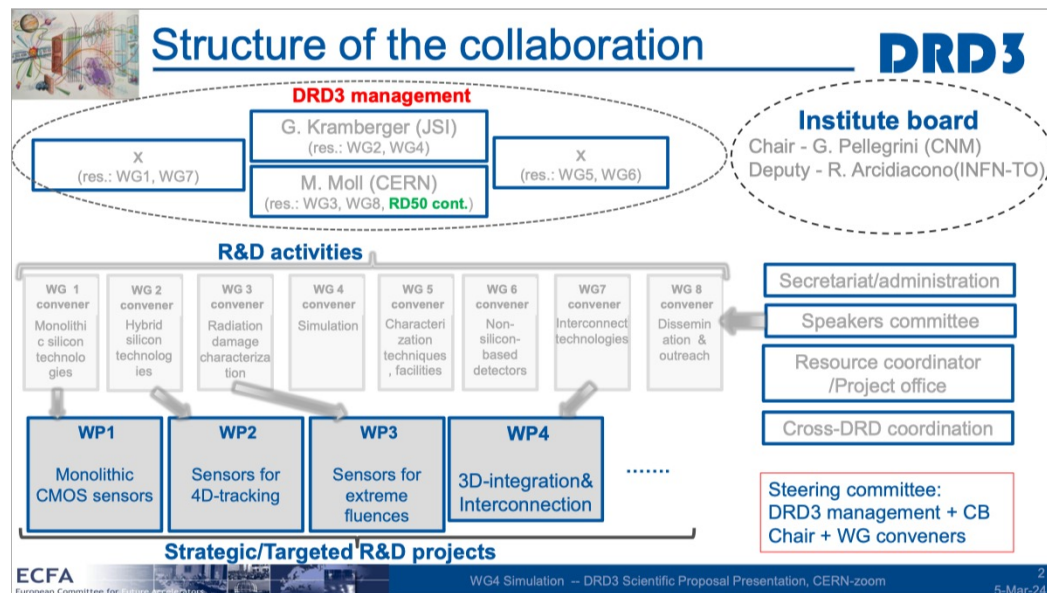 Structure of the collaboration
DRD3
DRD3 management
G. Kramberger (JSI)
(res.: WG2, WG4)
x
(res.: WG1, WG7)
x
(res.: WG5, WG6)
M. Moll (CERN)
(res.: WG3, WG8, RD50 cont.)
Institute board
Chair - G. Pellegrini (CNM)
Deputy - R. Arcidiacono(INFN-TO)
R&D activities
WG 1
convener
Monolithi
c silicon
technolo
gies
WG 2
convener
Hybrid
silicon
technolog
ies
WG 3
convener
Radiation
damage
characteriza
tion
WG 4
convener
Simulation
WG 5
convener
Characteri
zation
techniques
, facilities
WG 6
convener
Non-
silicon-
based
detectors
WG7
convener
Interconnect
technologies
WG 8
convener
Dissemin
ation &
outreach
Secretariat/administration
Speakers committee
Resource coordinator
/Project office
Cross-DRD coordination
WP1
Monolithic
CMOS sensors
WP2
Sensors for
4D-tracking
WP3
Sensors for
extreme
fluences
WP4
3D-integration&
Interconnection
.......
Strategic/Targeted R&D projects
Steering committee:
DRD3 management + CB
Chair + WG conveners
ECFA
European Committee for Future Accelerators
WG4 Simulation -- DRD3 Scientific Proposal Presentation, CERN-zoom
2
5-Mar-24